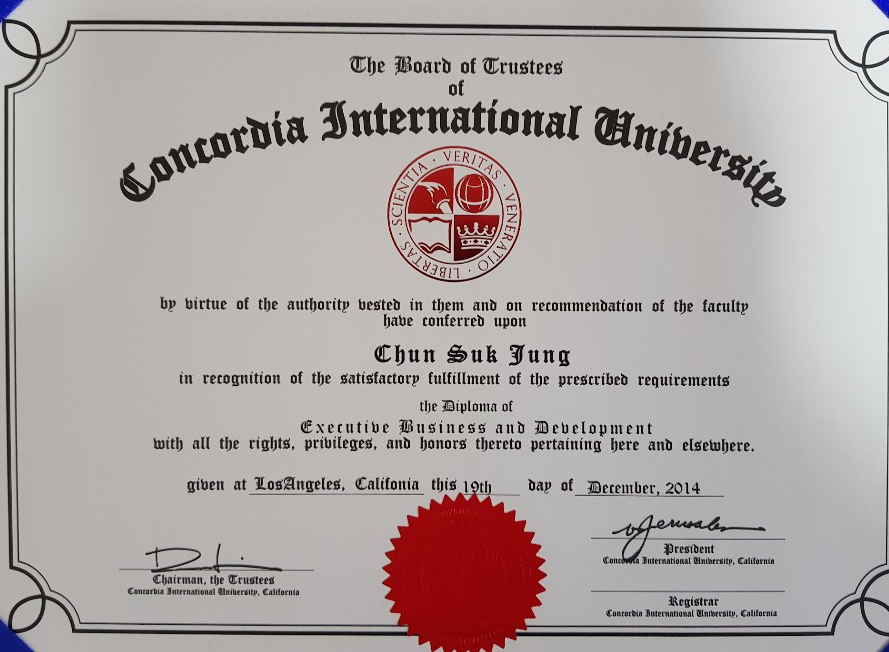 The Board of Trustees
of
Concordia International University
SCIENTIA · VERITAS · VENERATIO · LIBERTAS ·
by virtue of the authority vested in them and on recommendation of the faculty
have conferred upon
Chun Suk Jung
in recognition of the satisfactory fulfillment of the prescribed requirements
the Diploma of
Executive Business and Development
with all the rights, privileges, and honors thereto pertaining here and elsewhere.
given at LosAngeles, Califonia this 19th day of December, 2014
Chairman, the Trustees
Concordia International University, California
President
Concordia International University, California
Registrar
Concordia International University, California